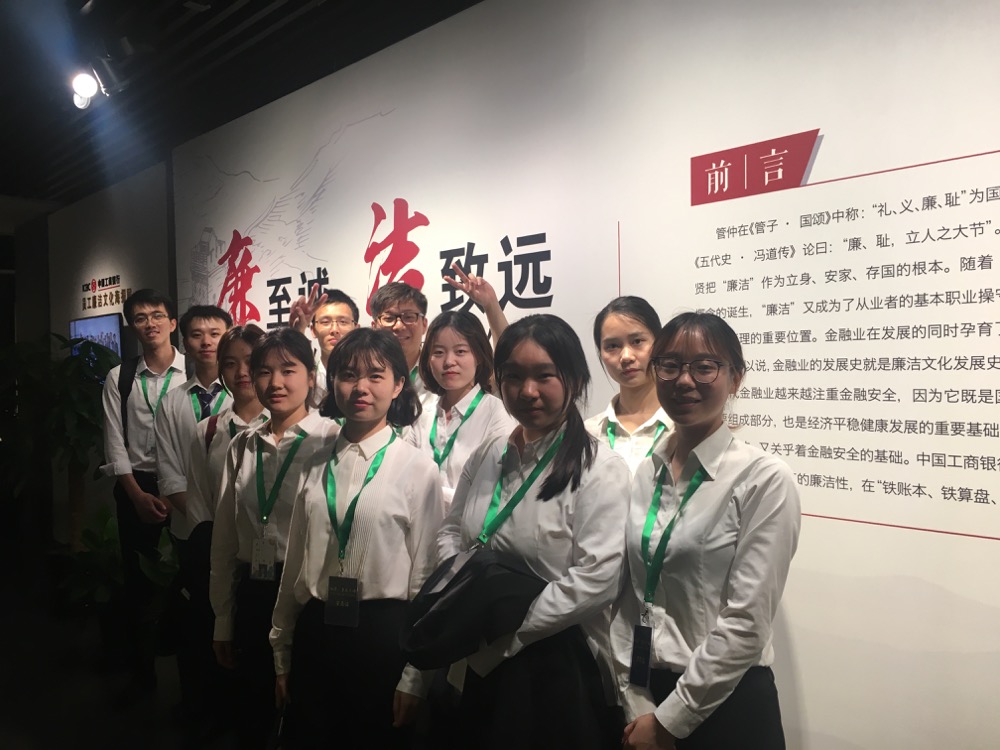 ICBC 中国工商银行
员工廉洁文化
廉至诚 洁致远
前言
管仲在《管子 · 国颂》中称：“礼、义、廉、耻”为国
《五代史 · 冯道传》论曰：“廉、耻，立人之大节”。
贤把“廉洁”作为立身、安家、存国的根本。随着
念的诞生，“廉洁”又成为了从业者的基本职业操守
理的重要位置。金融业在发展的同时孕育了
以说，金融业的发展史就是廉洁文化发展史
金融业越来越注重金融安全，因为它既是国
组成部分，也是经济平稳健康发展的重要基础
又关乎着金融安全的基础。中国工商银行
的廉洁性，在“铁账本、铁算盘、